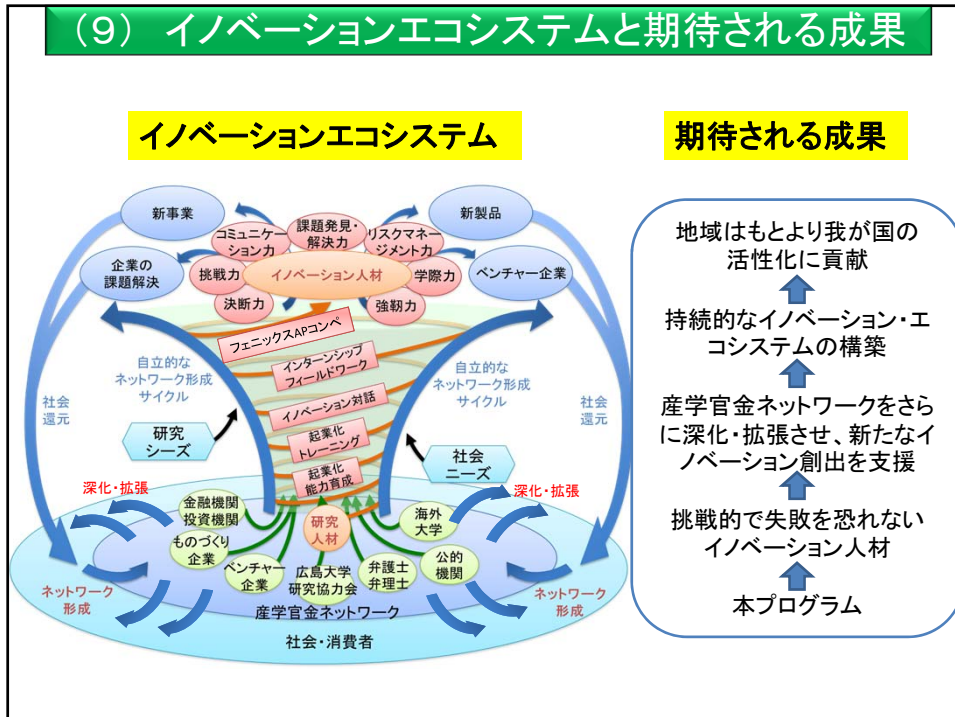 （9） イノベーションエコシステムと期待される成果
イノベーションエコシステム
新事業
コミュニケー
ション力
課題発見・
解決力
リスクマネー
ジメント力
新製品
企業の
課題解決
挑戦力
イノベーション人材
学際力
ベンチャー企業
決断力
強靭力
フェニックスAPコンペ
インターンシップ
フィールドワーク
イノベーション対話
起業化
トレーニング
起業化
能力育成
自立的な
ネットワーク形成
サイクル
自立的な
ネットワーク形成
サイクル
社会
還元
社会
還元
研究
シーズ
社会
ニーズ
深化・拡張
深化・拡張
金融機関
投資機関
ものづくり
企業
ベンチャー
企業
研究
人材
広島大学
研究協力会
弁護士
弁理士
公的
機関
海外
大学
ネットワーク
形成
ネットワーク
形成
産学官金ネットワーク
社会・消費者
期待される成果
地域はもとより我が国の
活性化に貢献
持続的なイノベーション・エ
コシステムの構築
産学官金ネットワークをさら
に深化・拡張させ、新たなイ
ノベーション創出を支援
挑戦的で失敗を恐れない
イノベーション人材
本プログラム